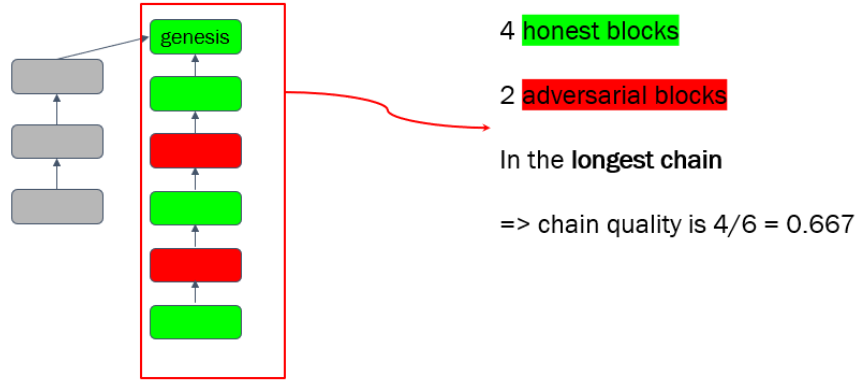 genesis
4 honest blocks
2 adversarial blocks
In the longest chain
=> chain quality is 4/6 = 0.667